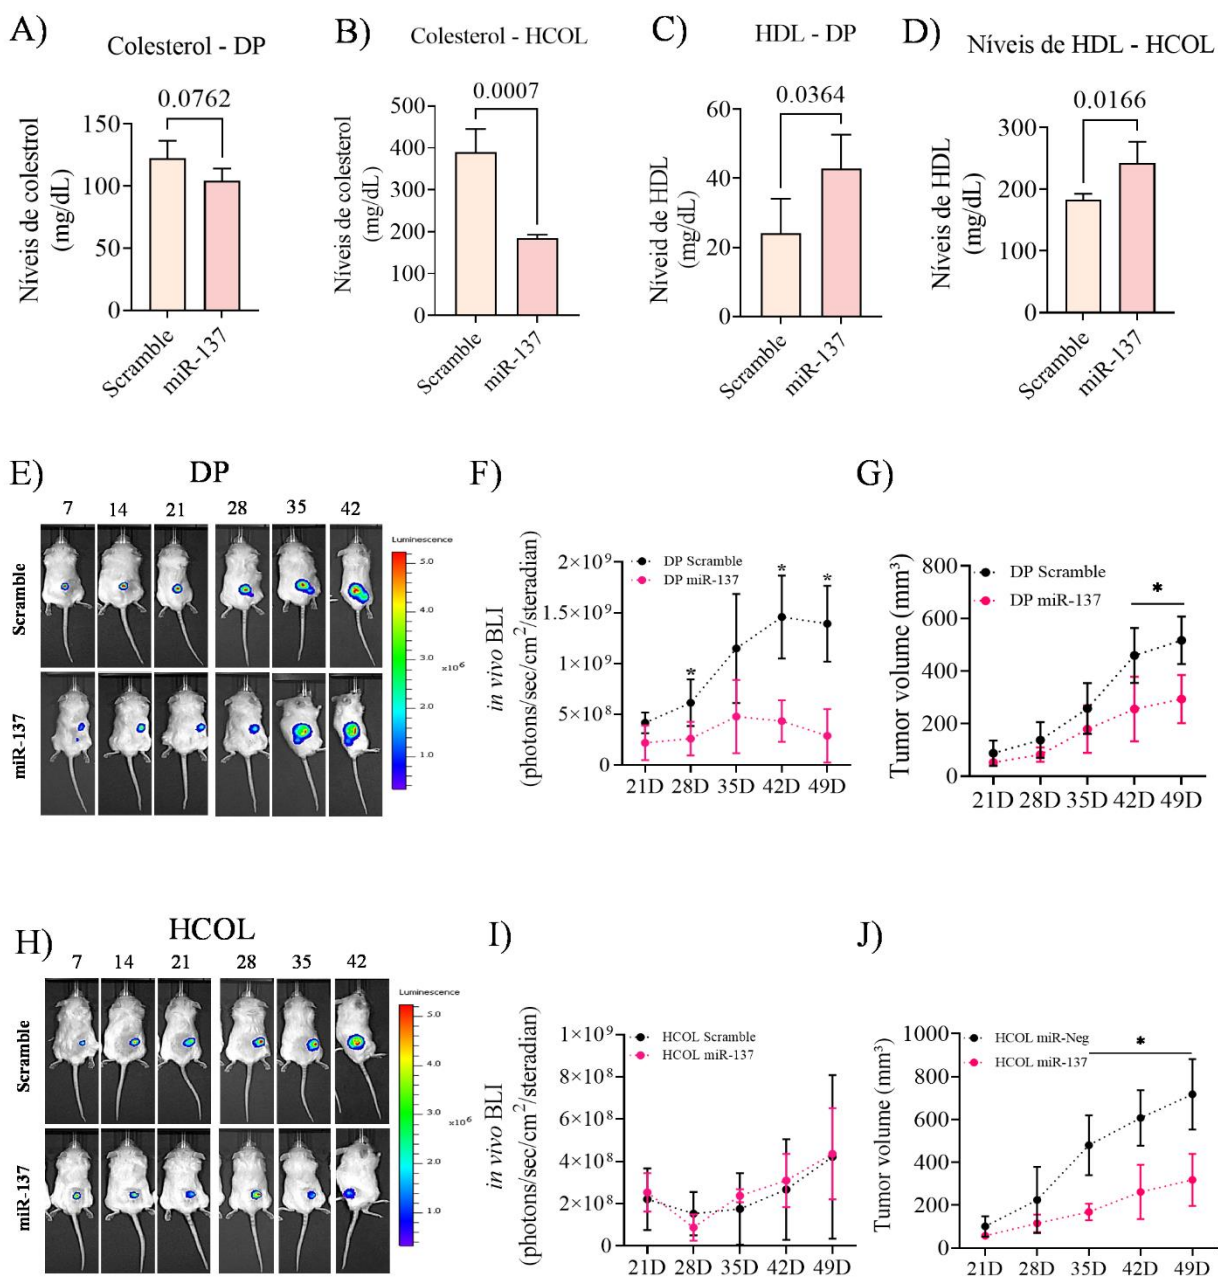 A)
Colesterol - DP
0.0762
150
100
50
0
Níveis de colestrol
(mg/dL)
Scramble
miR-137
B)
Colesterol - HCOL
0.0007
500
400
300
200
100
0
Níveis de colesterol
(mg/dL)
Scramble
miR-137
C)
HDL - DP
0.0364
60
40
20
0
Níveid de HDL
(mg/dL)
Scramble
miR-137
D)
Níveis de HDL - HCOL
0.0166
300
200
100
0
Níveis de HDL
(mg/dL)
Scramble
miR-137
E)
DP
7 14 21 28 35 42
Scramble
miR-137
Luminescence
5.0
4.0
3.0
×10⁶
2.0
1.0
F)
2×10⁹
1.5×10⁹
1×10⁹
5×10⁸
0
in vivo BLI
(photons/sec/cm²/steradian)
DP Scramble
DP miR-137
* * *
21D 28D 35D 42D 49D
G)
800
600
400
200
0
Tumor volume (mm³)
DP Scramble
DP miR-137
*
21D 28D 35D 42D 49D
H)
HCOL
7 14 21 28 35 42
Scramble
miR-137
Luminescence
5.0
4.0
3.0
×10⁶
2.0
1.0
I)
1×10⁹
8×10⁸
6×10⁸
4×10⁸
2×10⁸
0
in vivo BLI
(photons/sec/cm²/steradian)
HCOL Scramble
HCOL miR-137
21D 28D 35D 42D 49D
J)
1000
800
600
400
200
0
Tumor volume (mm³)
HCOL miR-Neg
HCOL miR-137
*
21D 28D 35D 42D 49D